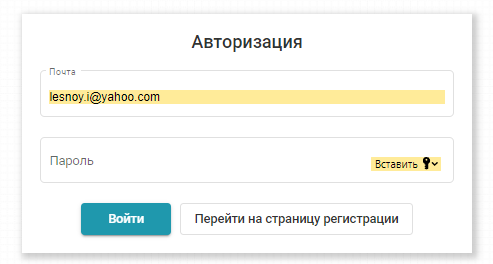 Авторизация
Почта
lesnoy.i@yahoo.com
Пароль
Вставить
Войти
Перейти на страницу регистрации